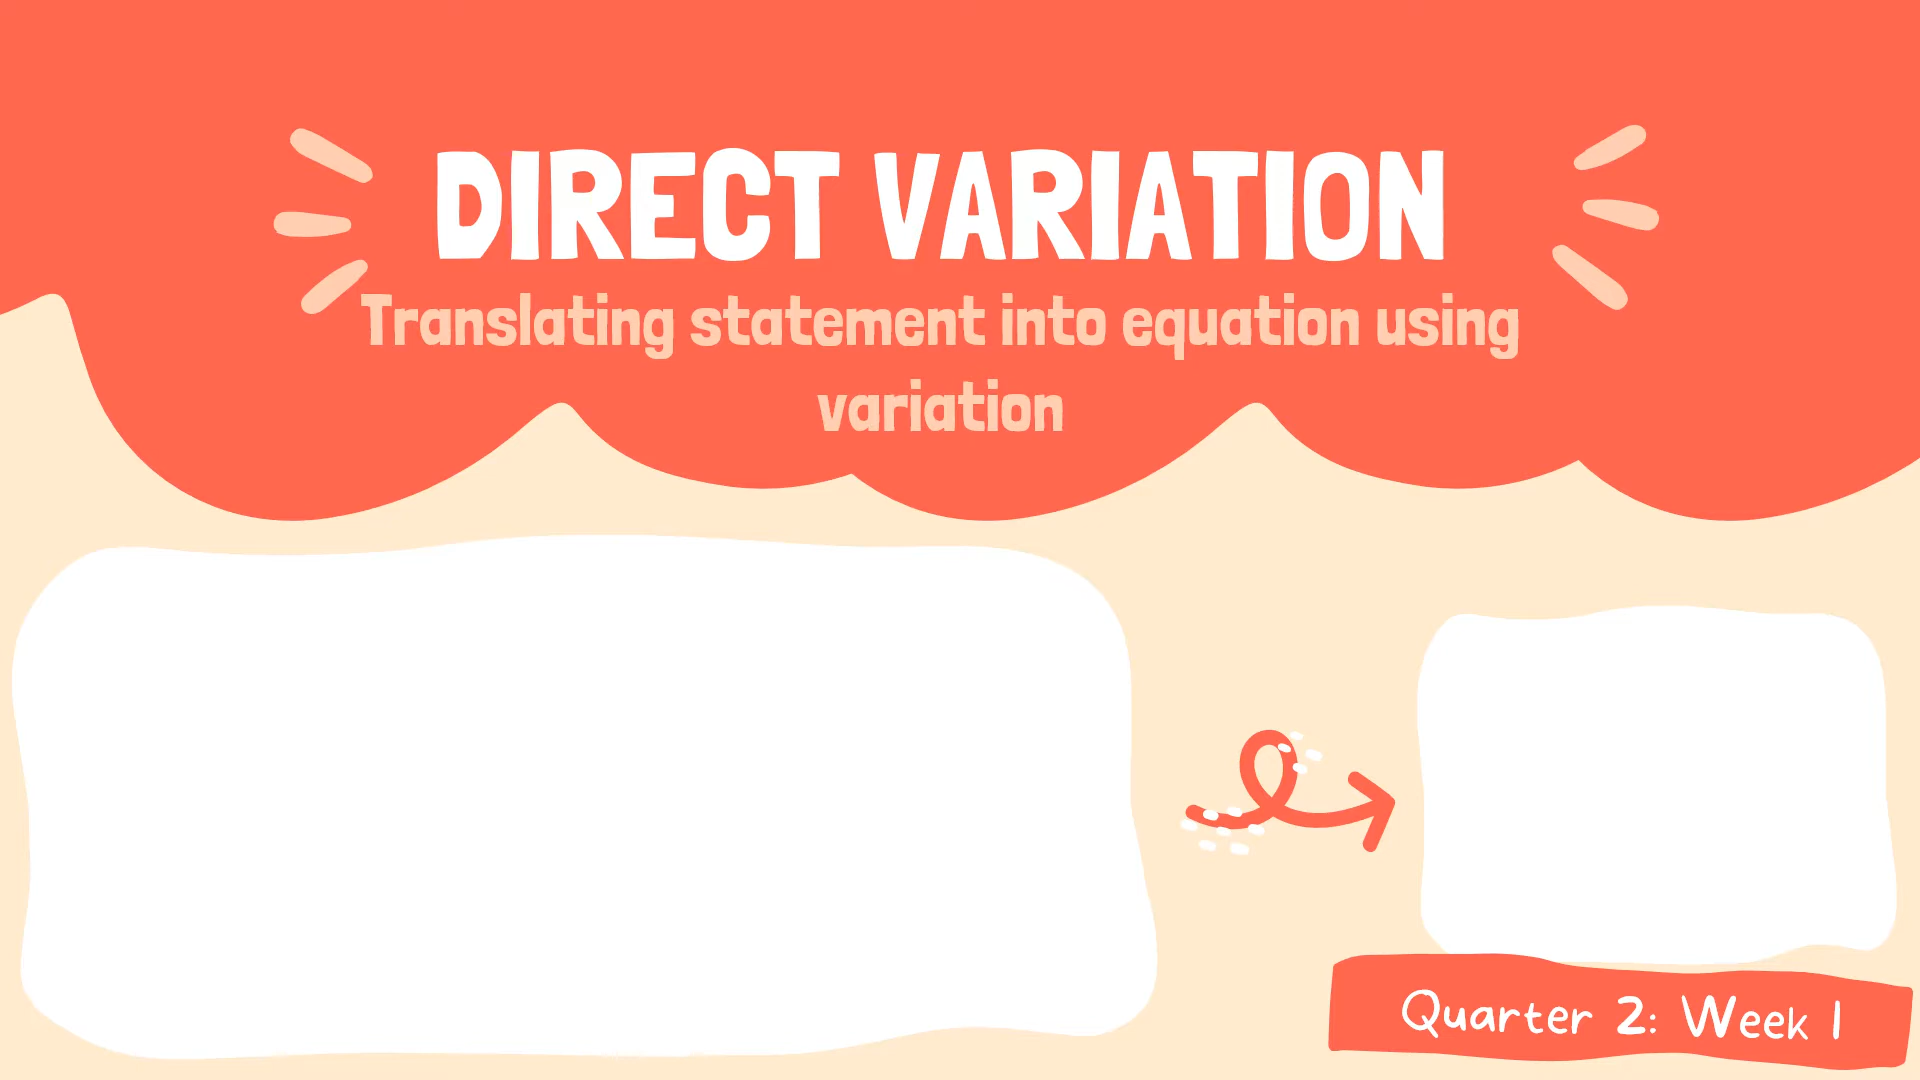 DIRECT VARIATION
Translating statement into equation using
variation
Quarter 2: Week 1